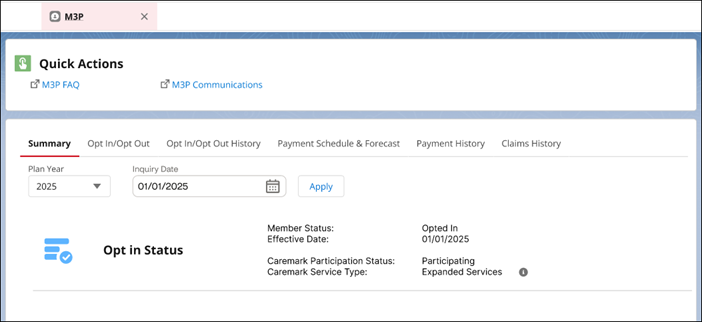 M3P
Quick Actions
M3P FAQ
M3P Communications
Summary Opt In/Opt Out Opt In/Opt Out History Payment Schedule & Forecast Payment History Claims History
Plan Year Inquiry Date
2025 01/01/2025 Apply
Opt in Status
Member Status: Opted In
Effective Date: 01/01/2025
Caremark Participation Status: Participating
Caremark Service Type: Expanded Services